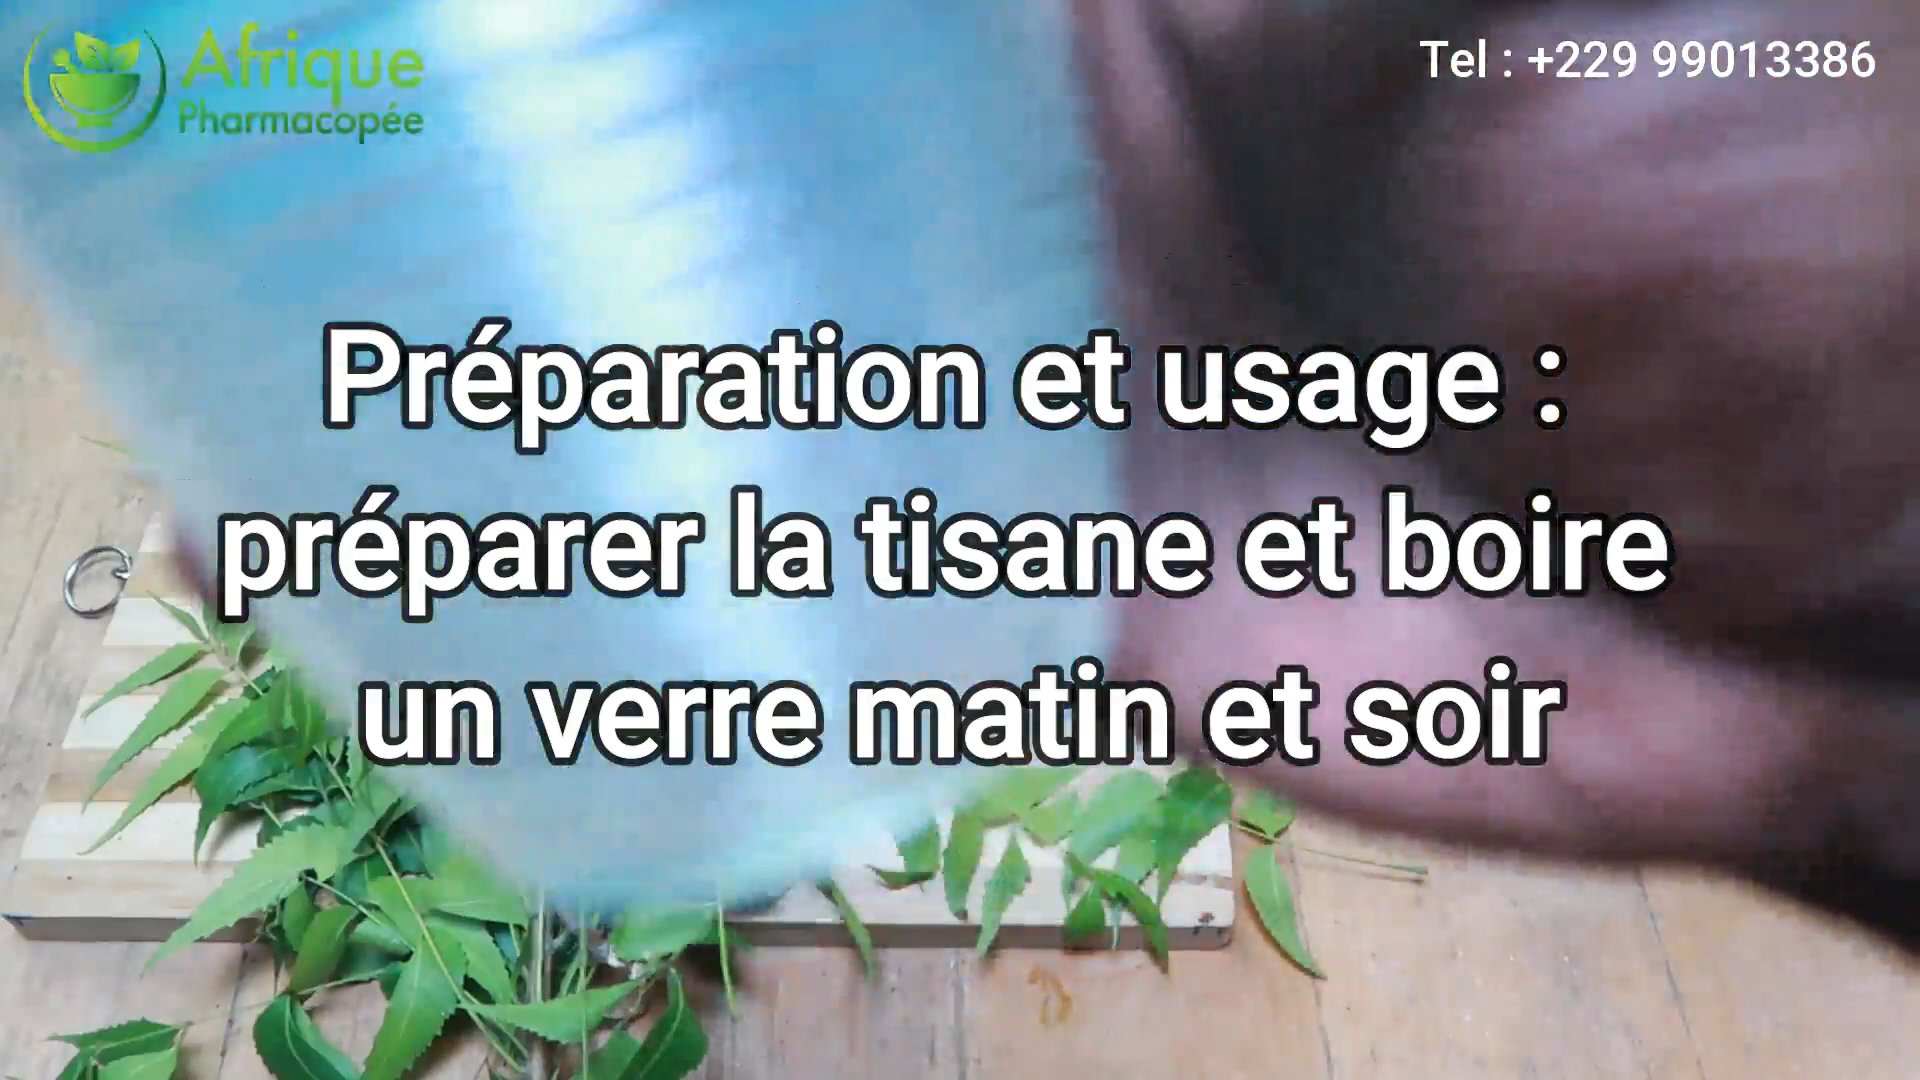 Afrique
Pharmacopée
Tel : +229 99013386
Préparation et usage :
préparer la tisane et boire
un verre matin et soir